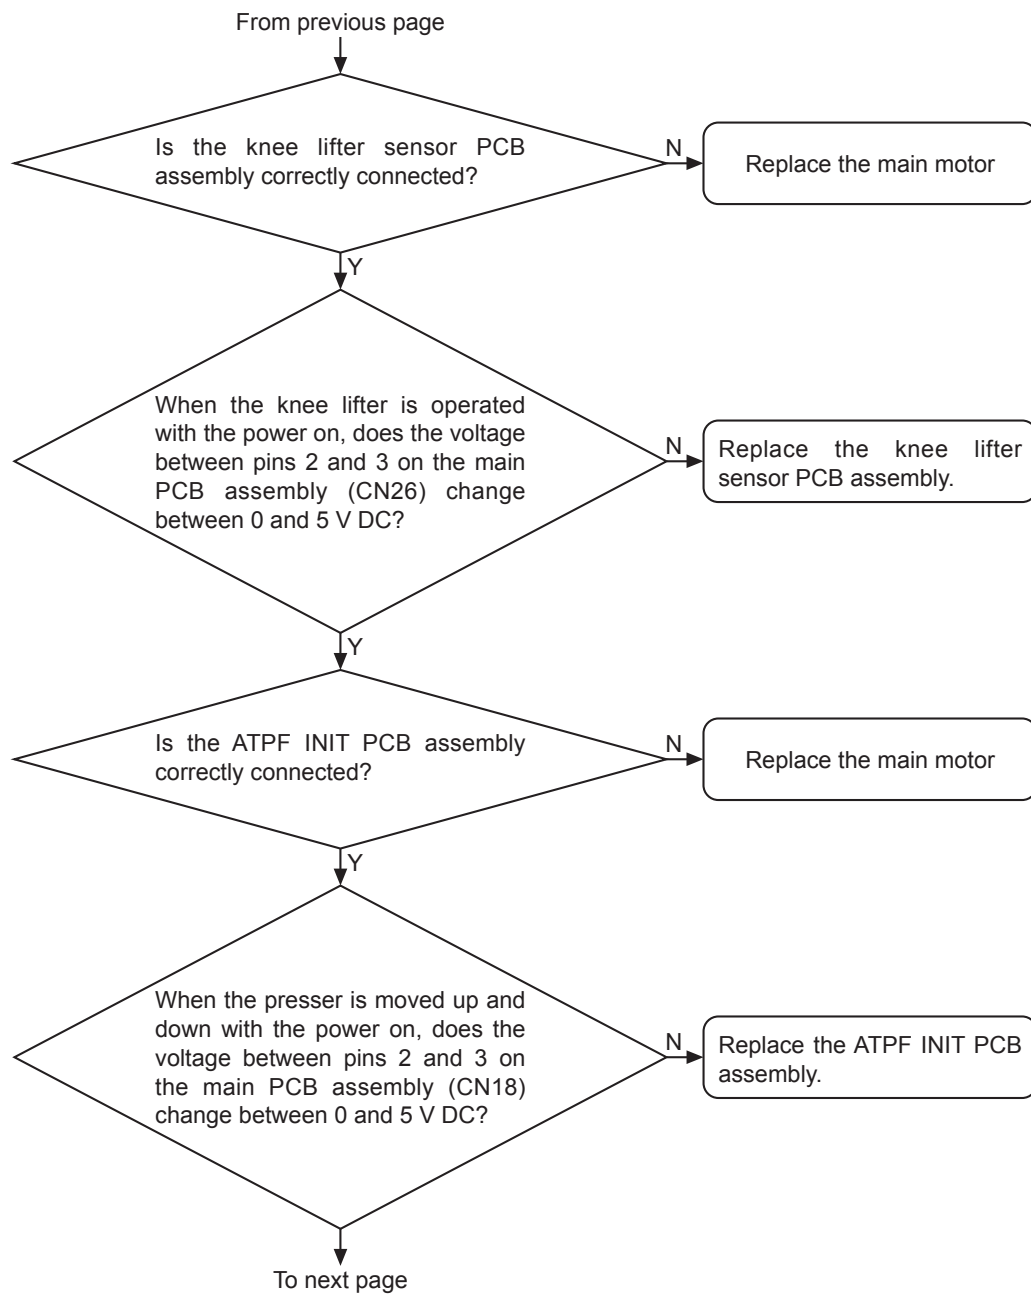 From previous page
Is the knee lifter sensor PCB
assembly correctly connected?
N
Replace the main motor
Y
When the knee lifter is operated
with the power on, does the voltage
between pins 2 and 3 on the main
PCB assembly (CN26) change
between 0 and 5 V DC?
N
Replace the knee lifter
sensor PCB assembly.
Y
Is the ATPF INIT PCB assembly
correctly connected?
N
Replace the main motor
Y
When the presser is moved up and
down with the power on, does the
voltage between pins 2 and 3 on
the main PCB assembly (CN18)
change between 0 and 5 V DC?
N
Replace the ATPF INIT PCB
assembly.
To next page